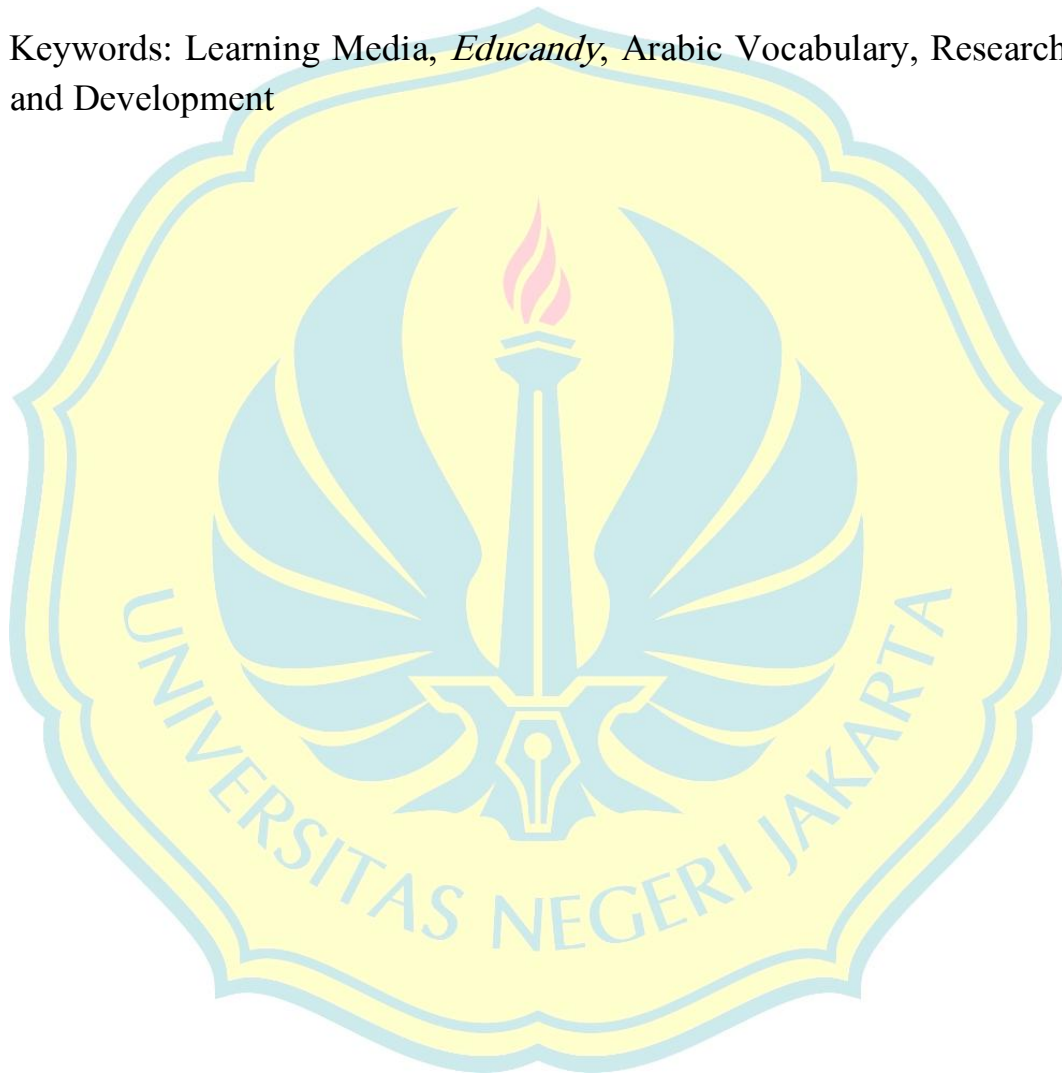 Keywords: Learning Media, Educandy, Arabic Vocabulary, Research
and Development
UNIVERSITAS NEGERI JAKARTA